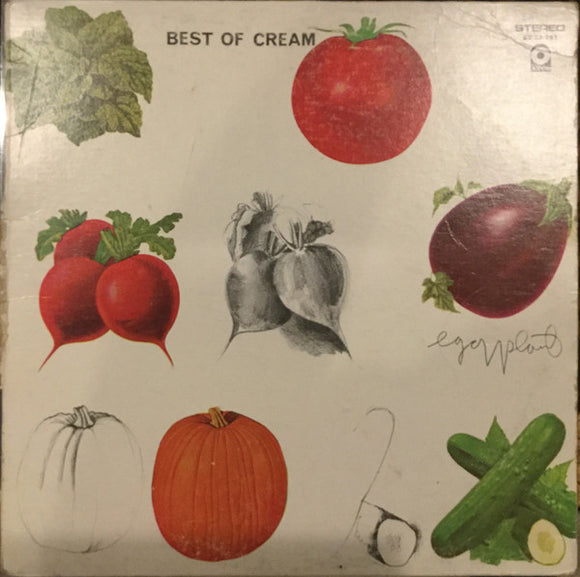 BEST OF CREAM
STEREO
eggplant